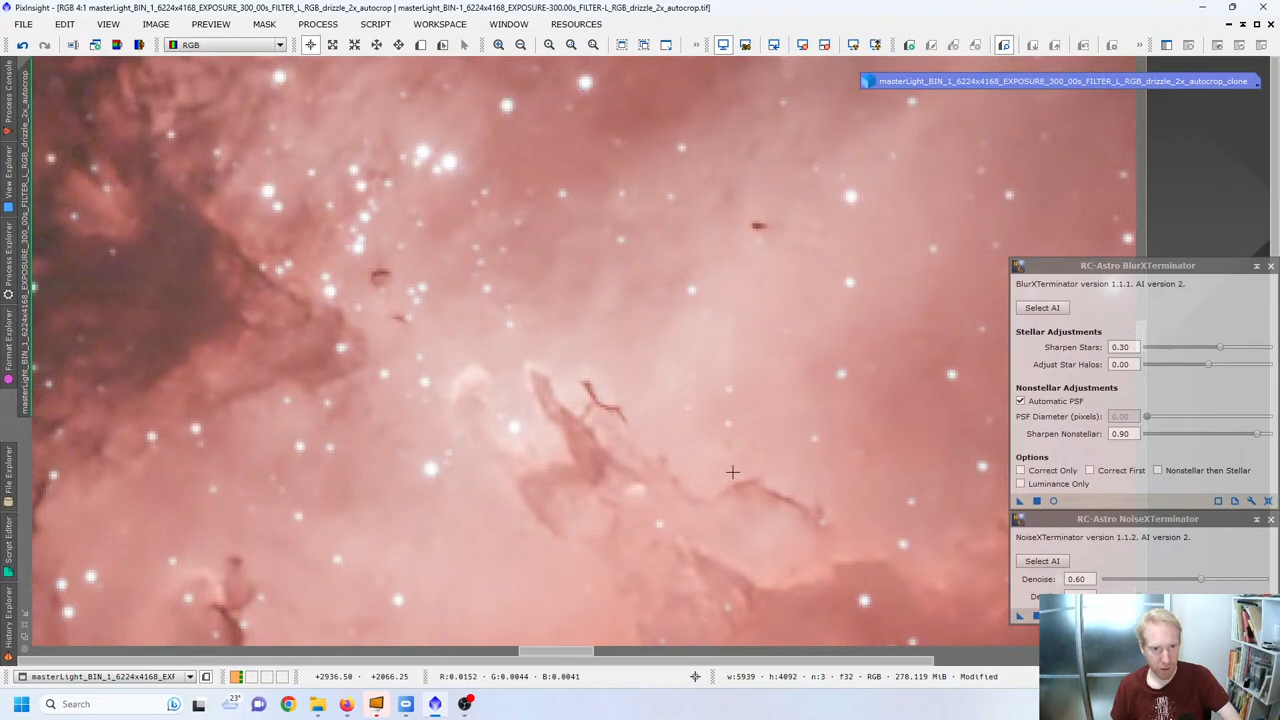 PixInsight - [RGB 4:1 masterLight_BIN_1_6224x4168_EXPOSURE_300_00s_FILTER_L_RGB_drizzle_2x_autocrop | masterLight_BIN_1_6224x4168_EXPOSURE_300_00s_FILTER_L_RGB_drizzle_2x_autocrop.tif]
FILE EDIT VIEW IMAGE PREVIEW MASK PROCESS SCRIPT WORKSPACE WINDOW RESOURCES
RGB
masterLight_BIN_1_6224x4168_EXPOSURE_300_00s_FILTER_L_RGB_drizzle_2x_autocrop_clone
Process Console
View Explorer
Process Explorer
Format Explorer
File Explorer
Script Editor
History Explorer
masterLight_BIN_1_6224x4168_EXPOSURE_300_00s_FILTER_L_RGB_drizzle_2x_autocrop
RC-Astro BlurXTerminator
BlurXTerminator version 1.1.1. AI version 2.
Select AI
Stellar Adjustments
Sharpen Stars: 0.30
Adjust Star Halos: 0.00
Nonstellar Adjustments
Automatic PSF
PSF Diameter (pixels): 0.00
Sharpen Nonstellar: 0.90
Options
Correct Only Correct First Nonstellar then Stellar
Luminance Only
RC-Astro NoiseXTerminator
NoiseXTerminator version 1.1.2. AI version 2.
Select AI
Denoise: 0.60
masterLight_BIN_1_6224x4168_EXF +2936.50 +2066.25 R:0.0152 G:0.0044 B:0.0041 w:5939 h:4092 n:3 f32 RGB 278.119 MiB Modified
Search
23°